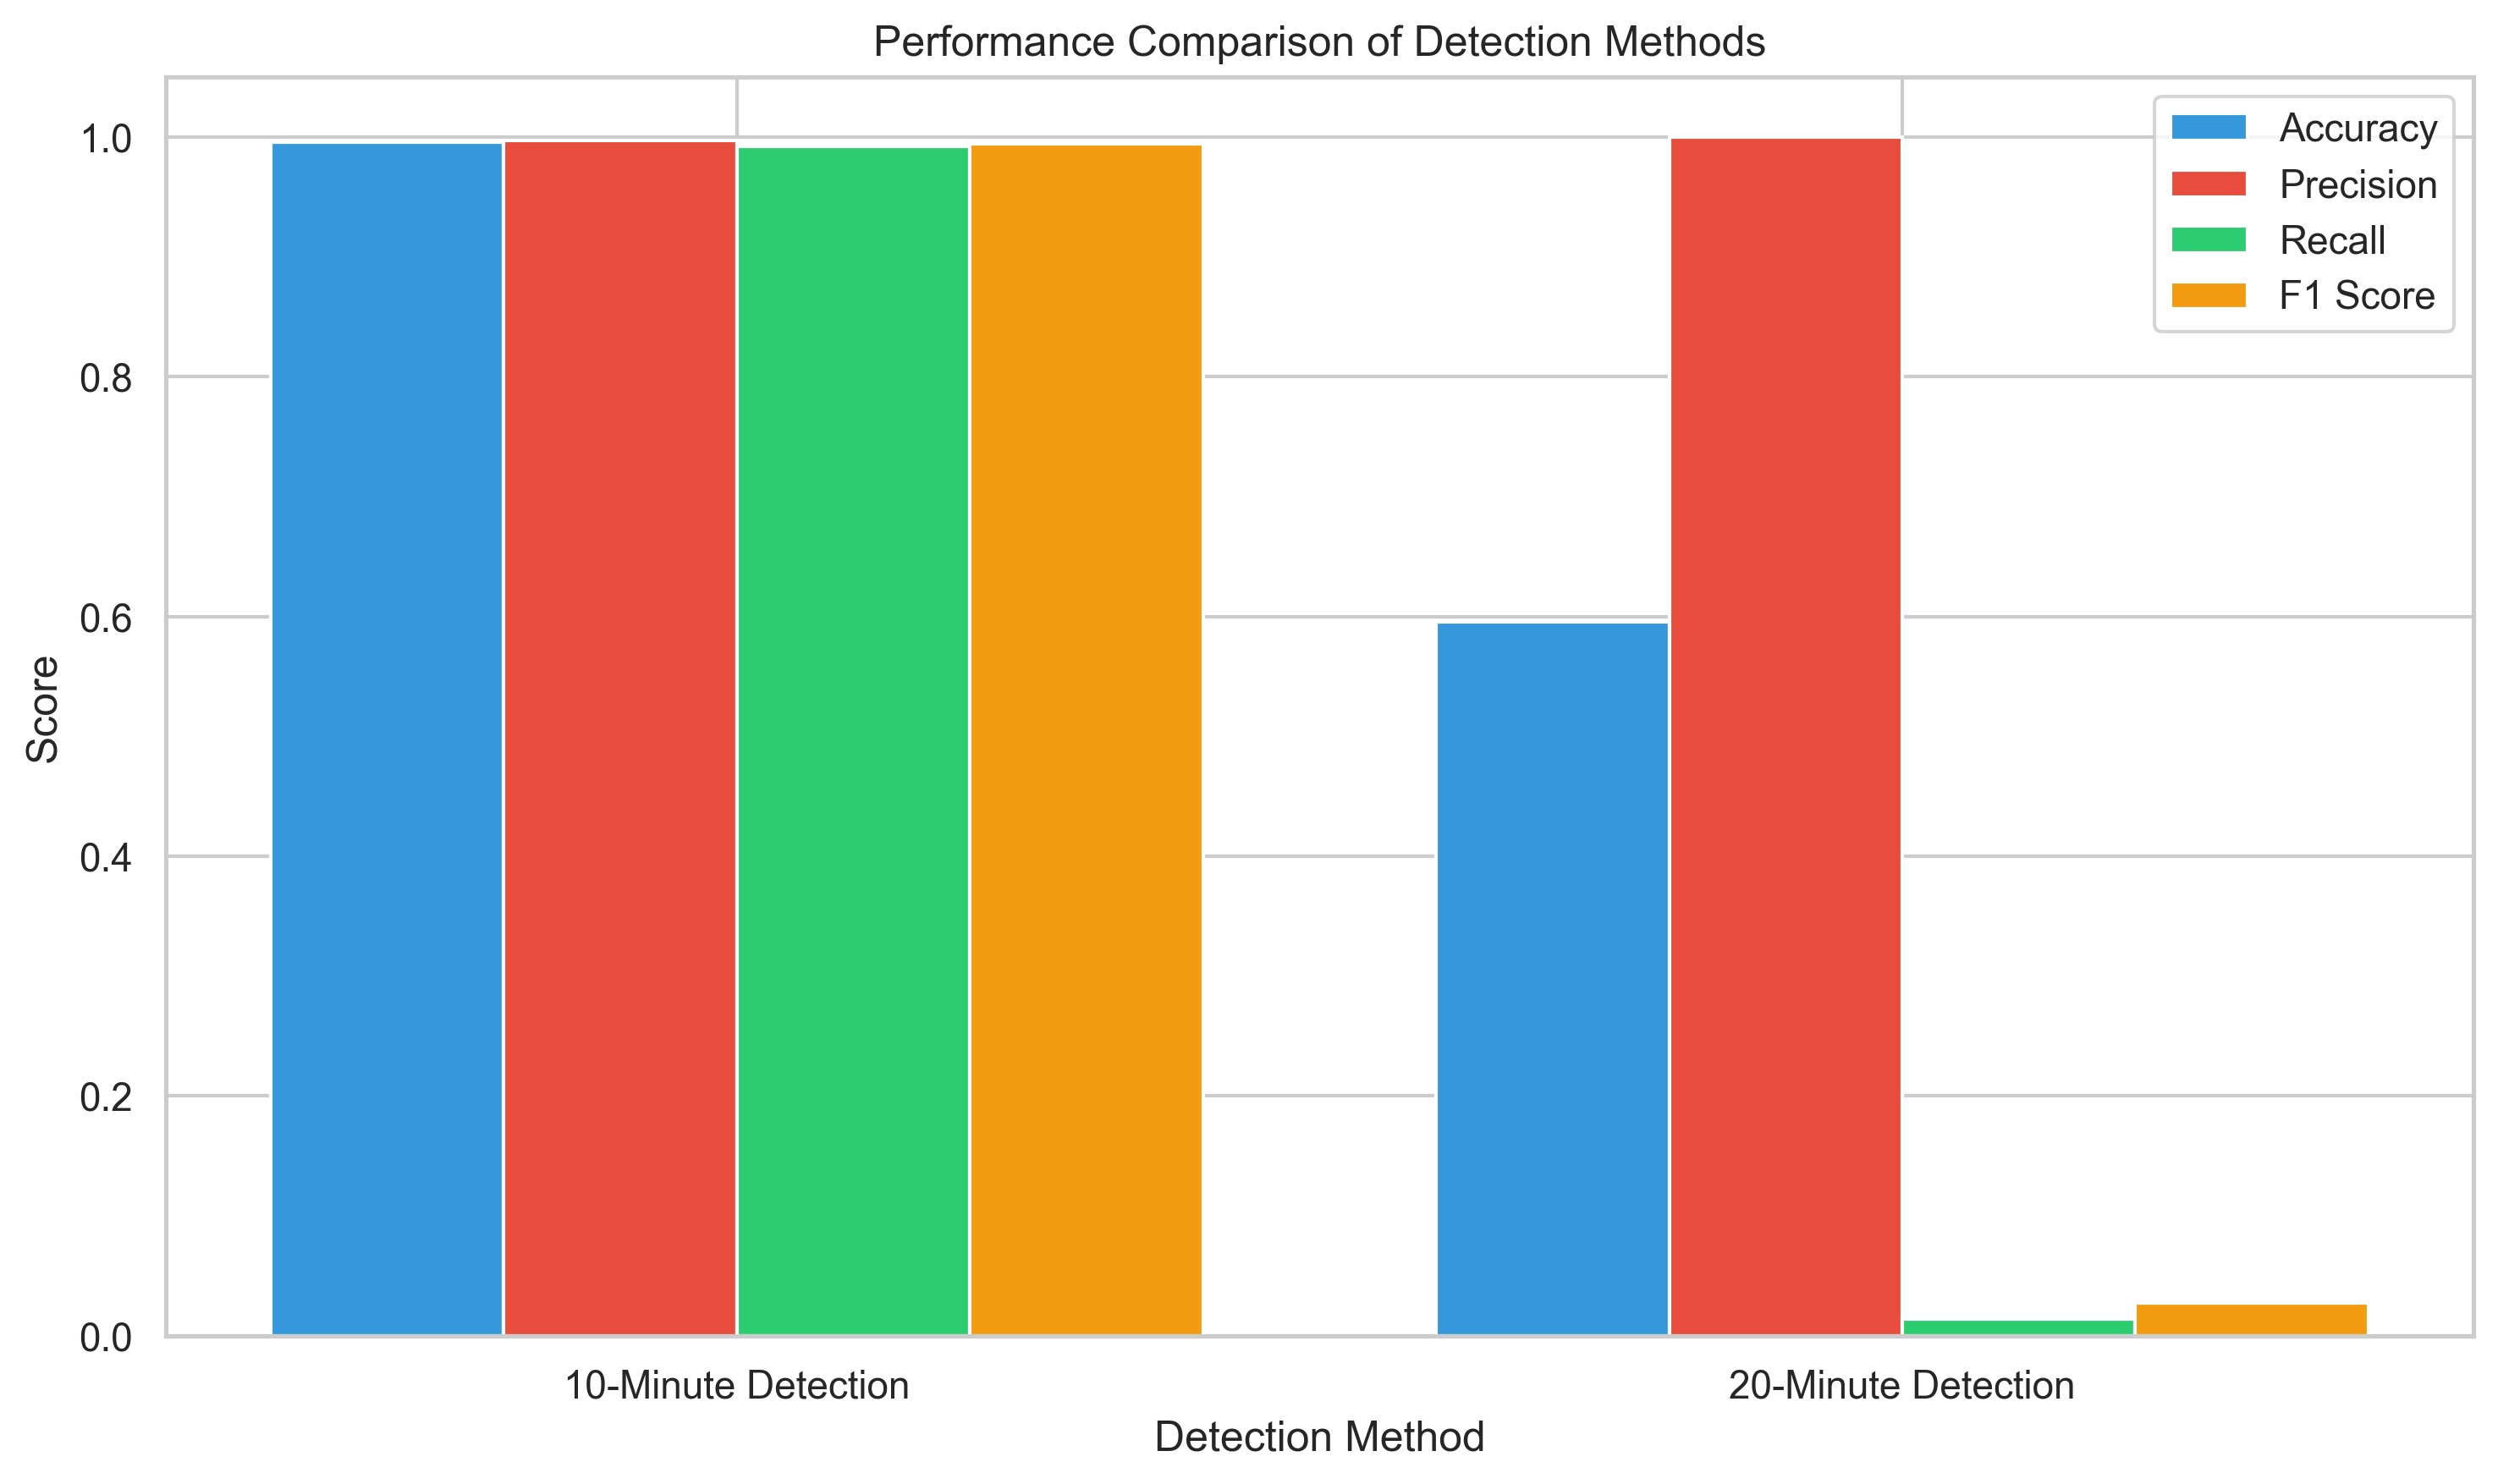 Performance Comparison of Detection Methods
1.0
0.8
0.6
0.4
0.2
0.0
Score
Accuracy
Precision
Recall
F1 Score
10-Minute Detection
20-Minute Detection
Detection Method